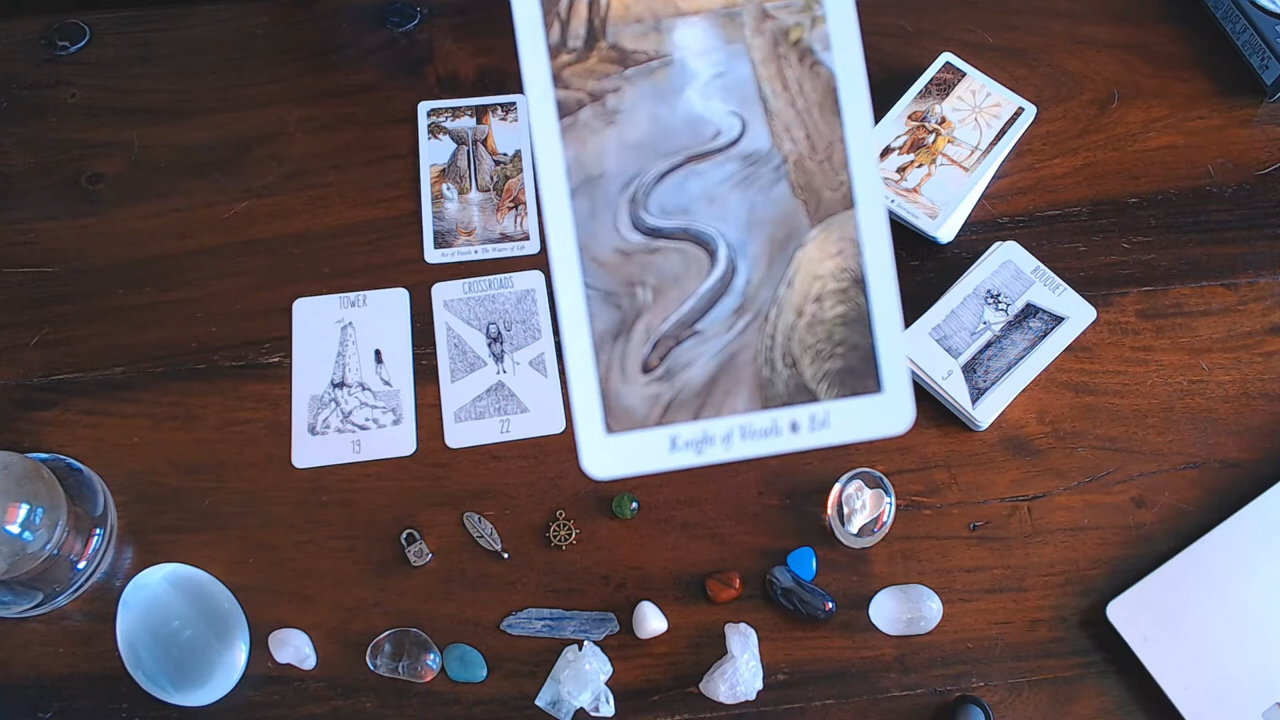 Ace of Vessels * The Waters of Life
TOWER
19
CROSSROADS
22
Knight of Vessels * Eel
BOUQUET
9